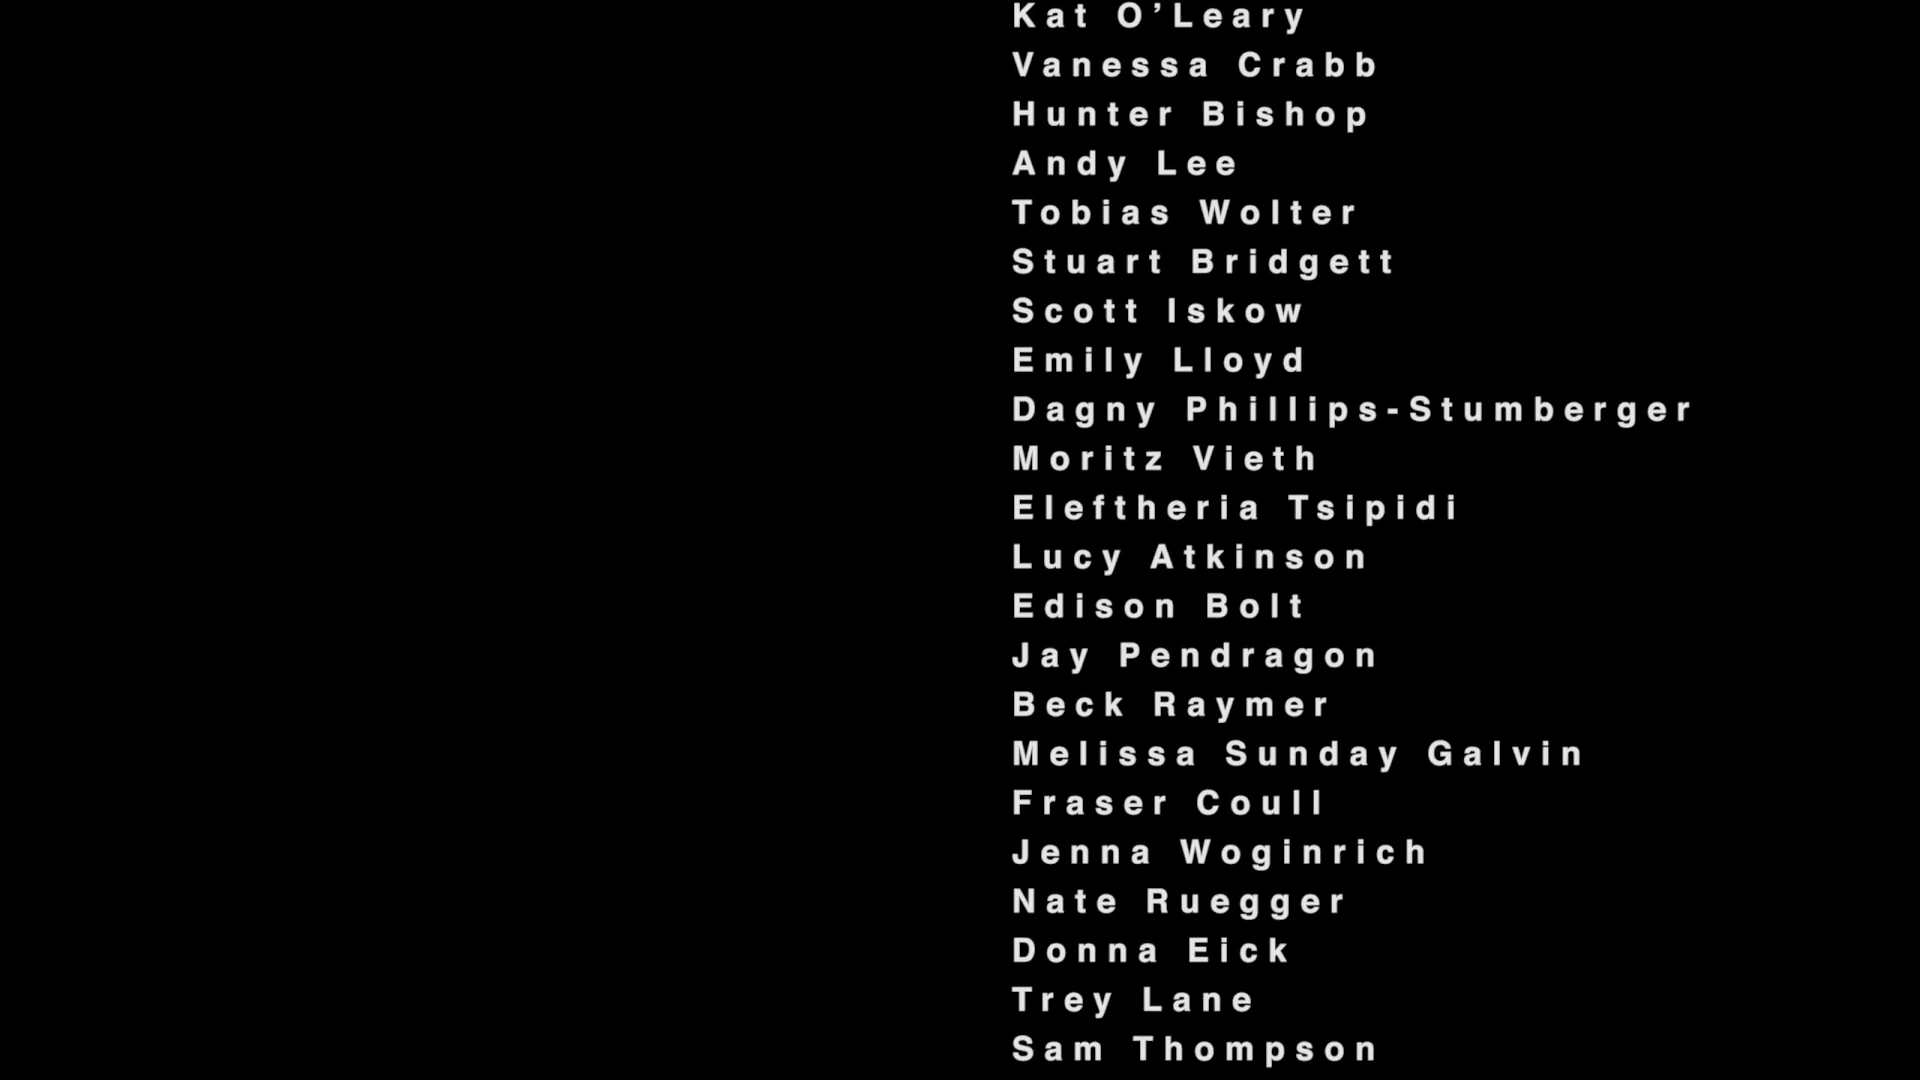 Kat O’Leary
Vanessa Crabb
Hunter Bishop
Andy Lee
Tobias Wolter
Stuart Bridgett
Scott Iskow
Emily Lloyd
Dagny Phillips-Stumberger
Moritz Vieth
Eleftheria Tsipidi
Lucy Atkinson
Edison Bolt
Jay Pendragon
Beck Raymer
Melissa Sunday Galvin
Fraser Coull
Jenna Woginrich
Nate Ruegger
Donna Eick
Trey Lane
Sam Thompson